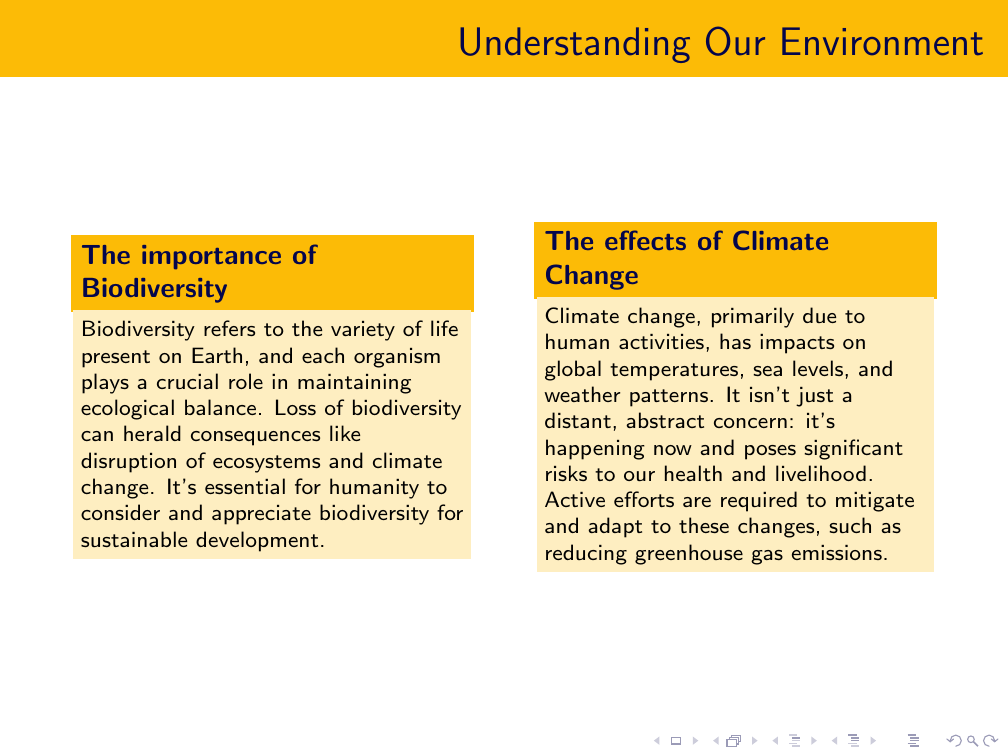 Understanding Our Environment
The importance of
Biodiversity
Biodiversity refers to the variety of life
present on Earth, and each organism
plays a crucial role in maintaining
ecological balance. Loss of biodiversity
can herald consequences like
disruption of ecosystems and climate
change. It's essential for humanity to
consider and appreciate biodiversity for
sustainable development.
The effects of Climate
Change
Climate change, primarily due to
human activities, has impacts on
global temperatures, sea levels, and
weather patterns. It isn't just a
distant, abstract concern: it's
happening now and poses significant
risks to our health and livelihood.
Active efforts are required to mitigate
and adapt to these changes, such as
reducing greenhouse gas emissions.